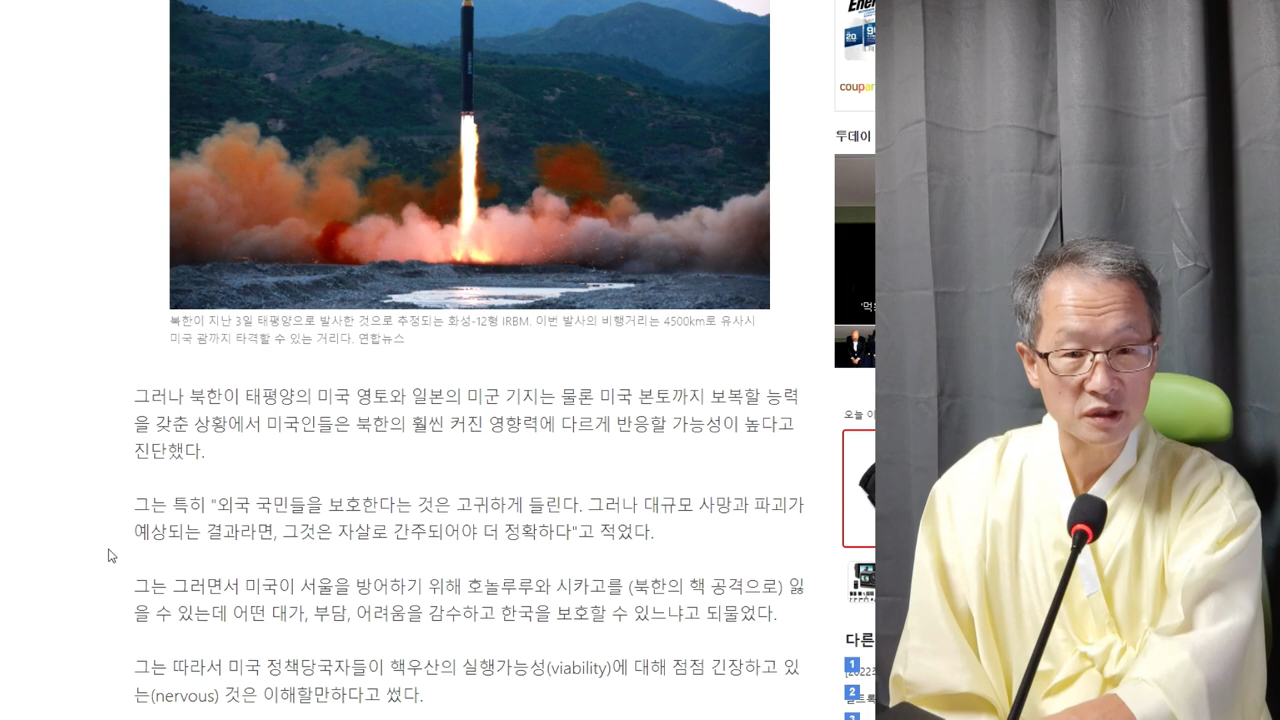 북한이 지난 3일 태평양으로 발사한 것으로 추정되는 화성-12형 IRBM. 이번 발사의 비행거리는 4500km로 유사시
미국 괌까지 타격할 수 있는 거리다. 연합뉴스
그러나 북한이 태평양의 미국 영토와 일본의 미군 기지는 물론 미국 본토까지 보복할 능력
을 갖춘 상황에서 미국인들은 북한의 훨씬 커진 영향력에 다르게 반응할 가능성이 높다고
진단했다.
그는 특히 "외국 국민들을 보호한다는 것은 고귀하게 들린다. 그러나 대규모 사망과 파괴가
예상되는 결과라면, 그것은 자살로 간주되어야 더 정확하다"고 적었다.
그는 그러면서 미국이 서울을 방어하기 위해 호놀룰루와 시카고를 (북한의 핵 공격으로) 잃
을 수 있는데 어떤 대가, 부담, 어려움을 감수하고 한국을 보호할 수 있느냐고 되물었다.
그는 따라서 미국 정책당국자들이 핵우산의 실행가능성(viability)에 대해 점점 긴장하고 있
는(nervous) 것은 이해할만하다고 썼다.
Ener
20
coupan
투데이
'먹
오늘 이
다른
1
[2022
2
3